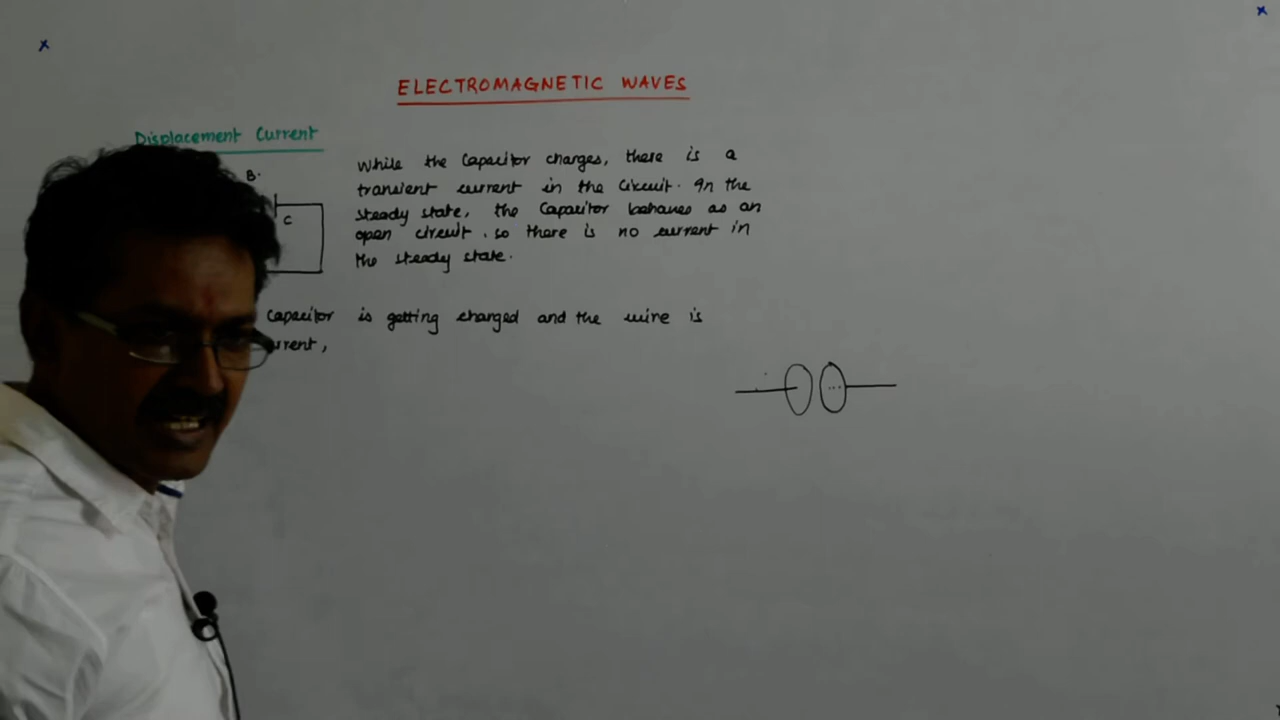 ELECTROMAGNETIC WAVES
Displacement Current
B.
C
While the Capacitor charges, there is a
transient current in the circuit. In the
steady state, the Capacitor behaves as an
open circuit. so there is no current in
the steady state.
capacitor is getting charged and the wire is
rrent,